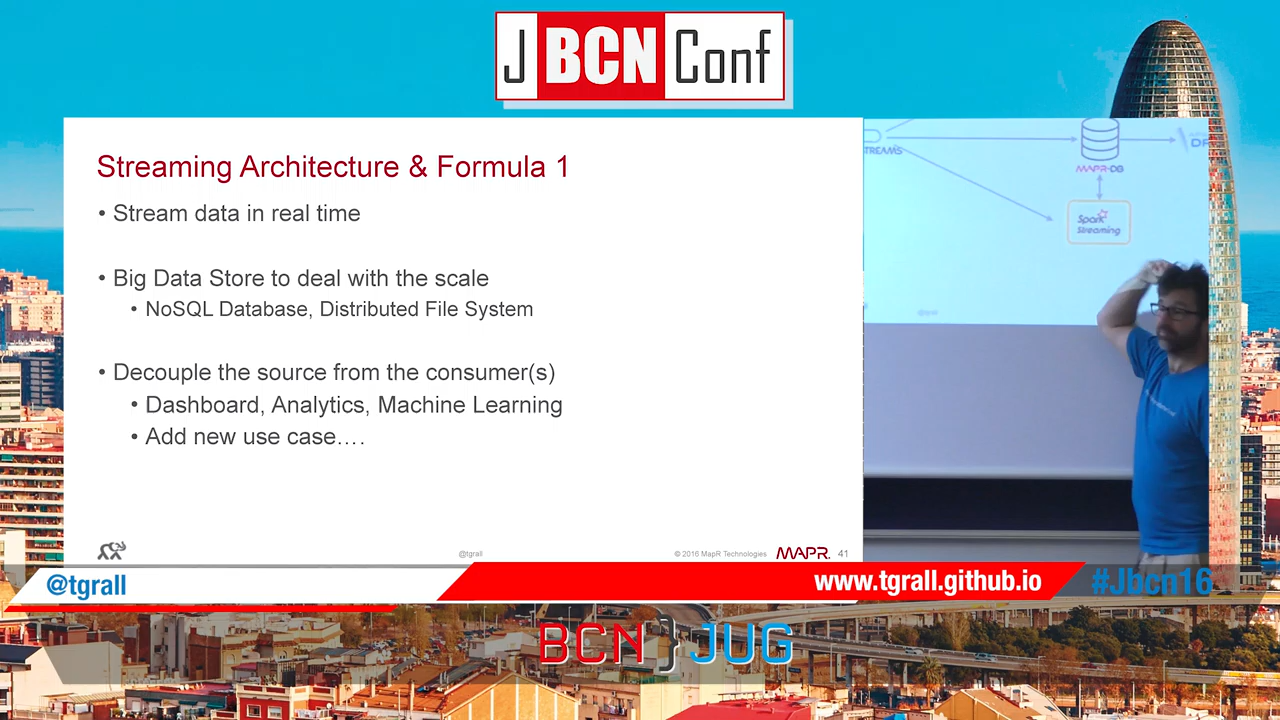 J BCN Conf
Streaming Architecture & Formula 1
• Stream data in real time
• Big Data Store to deal with the scale
• NoSQL Database, Distributed File System
• Decouple the source from the consumer(s)
• Dashboard, Analytics, Machine Learning
• Add new use case….
@tgrall
© 2016 MapR Technologies
MAPR.
41
STREAMS
MAPR-DB
Spark
Streaming
@tgrall
www.tgrall.github.io
#Jbcn16
BCN}JUG